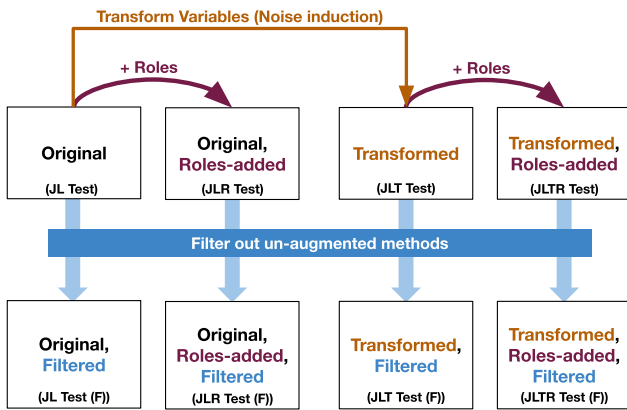 Transform Variables (Noise induction)
+ Roles
+ Roles
Original
(JL Test)
Original,
Roles-added
(JLR Test)
Transformed
(JLT Test)
Transformed,
Roles-added
(JLTR Test)
Filter out un-augmented methods
Original,
Filtered
(JL Test (F))
Original,
Roles-added,
Filtered
(JLR Test (F))
Transformed,
Filtered
(JLT Test (F))
Transformed,
Roles-added,
Filtered
(JLTR Test (F))